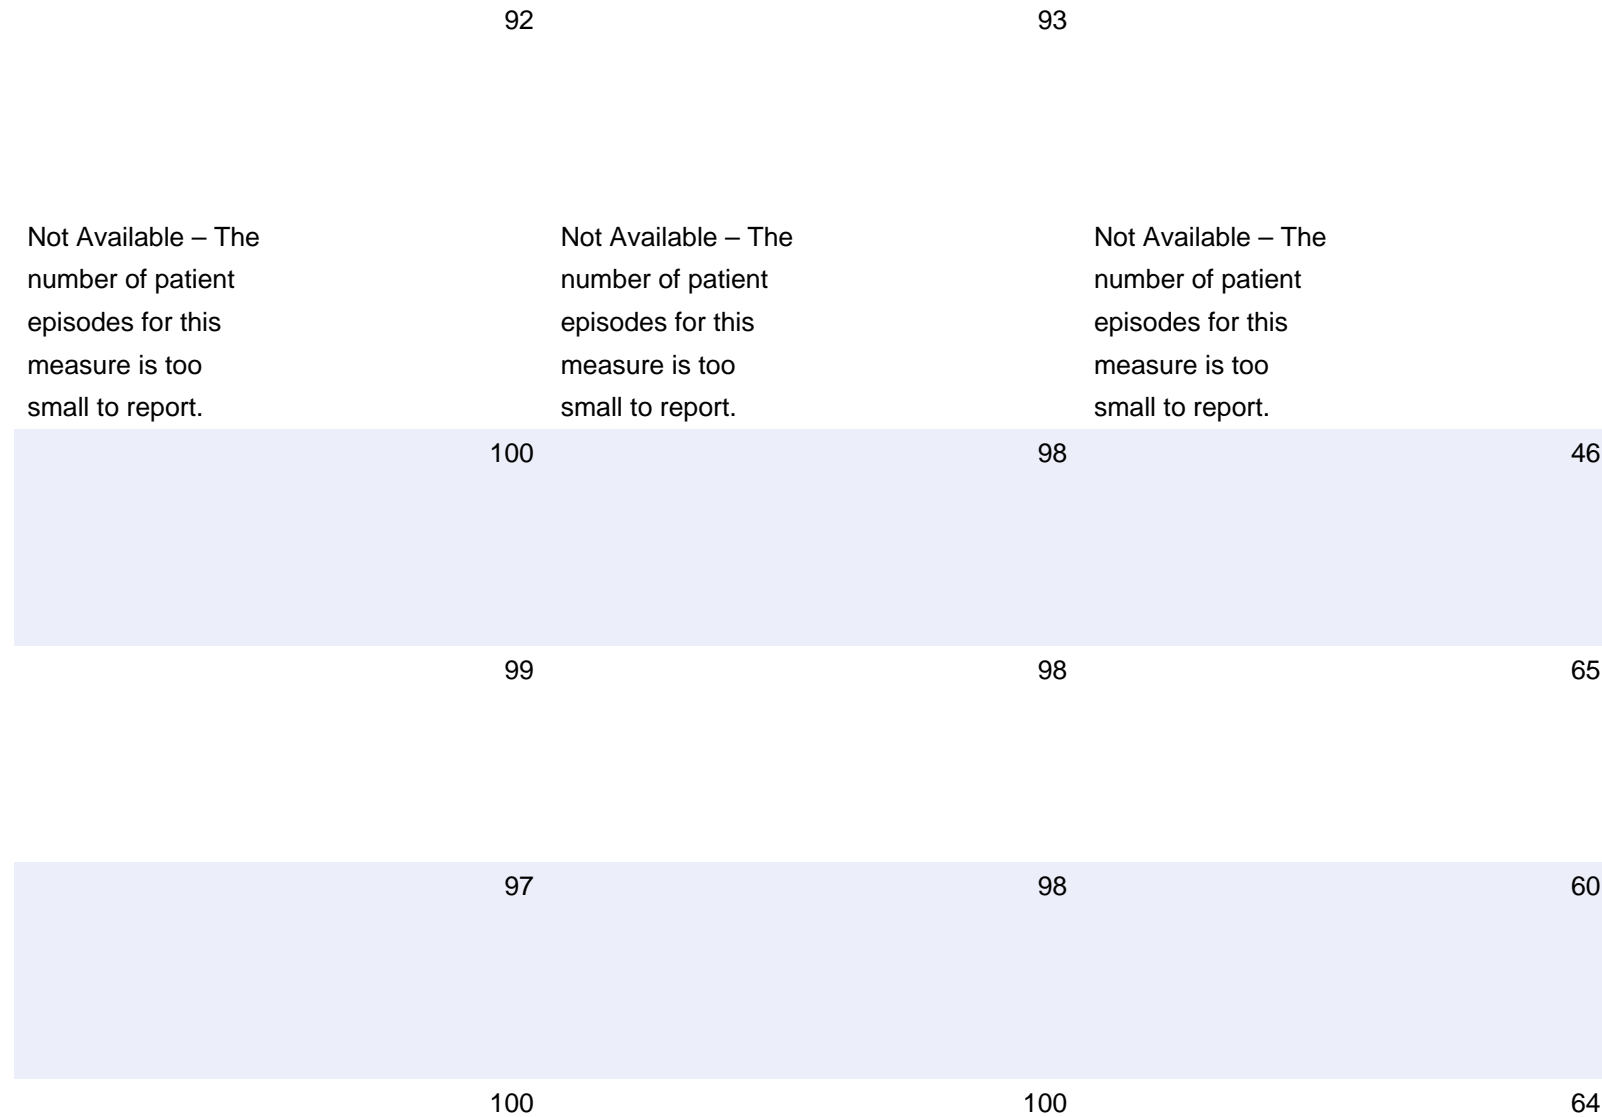 92 93
Not Available – The Not Available – The Not Available – The
number of patient number of patient number of patient
episodes for this episodes for this episodes for this
measure is too measure is too measure is too
small to report. small to report. small to report.
100 98 46
99 98 65
97 98 60
100 100 64